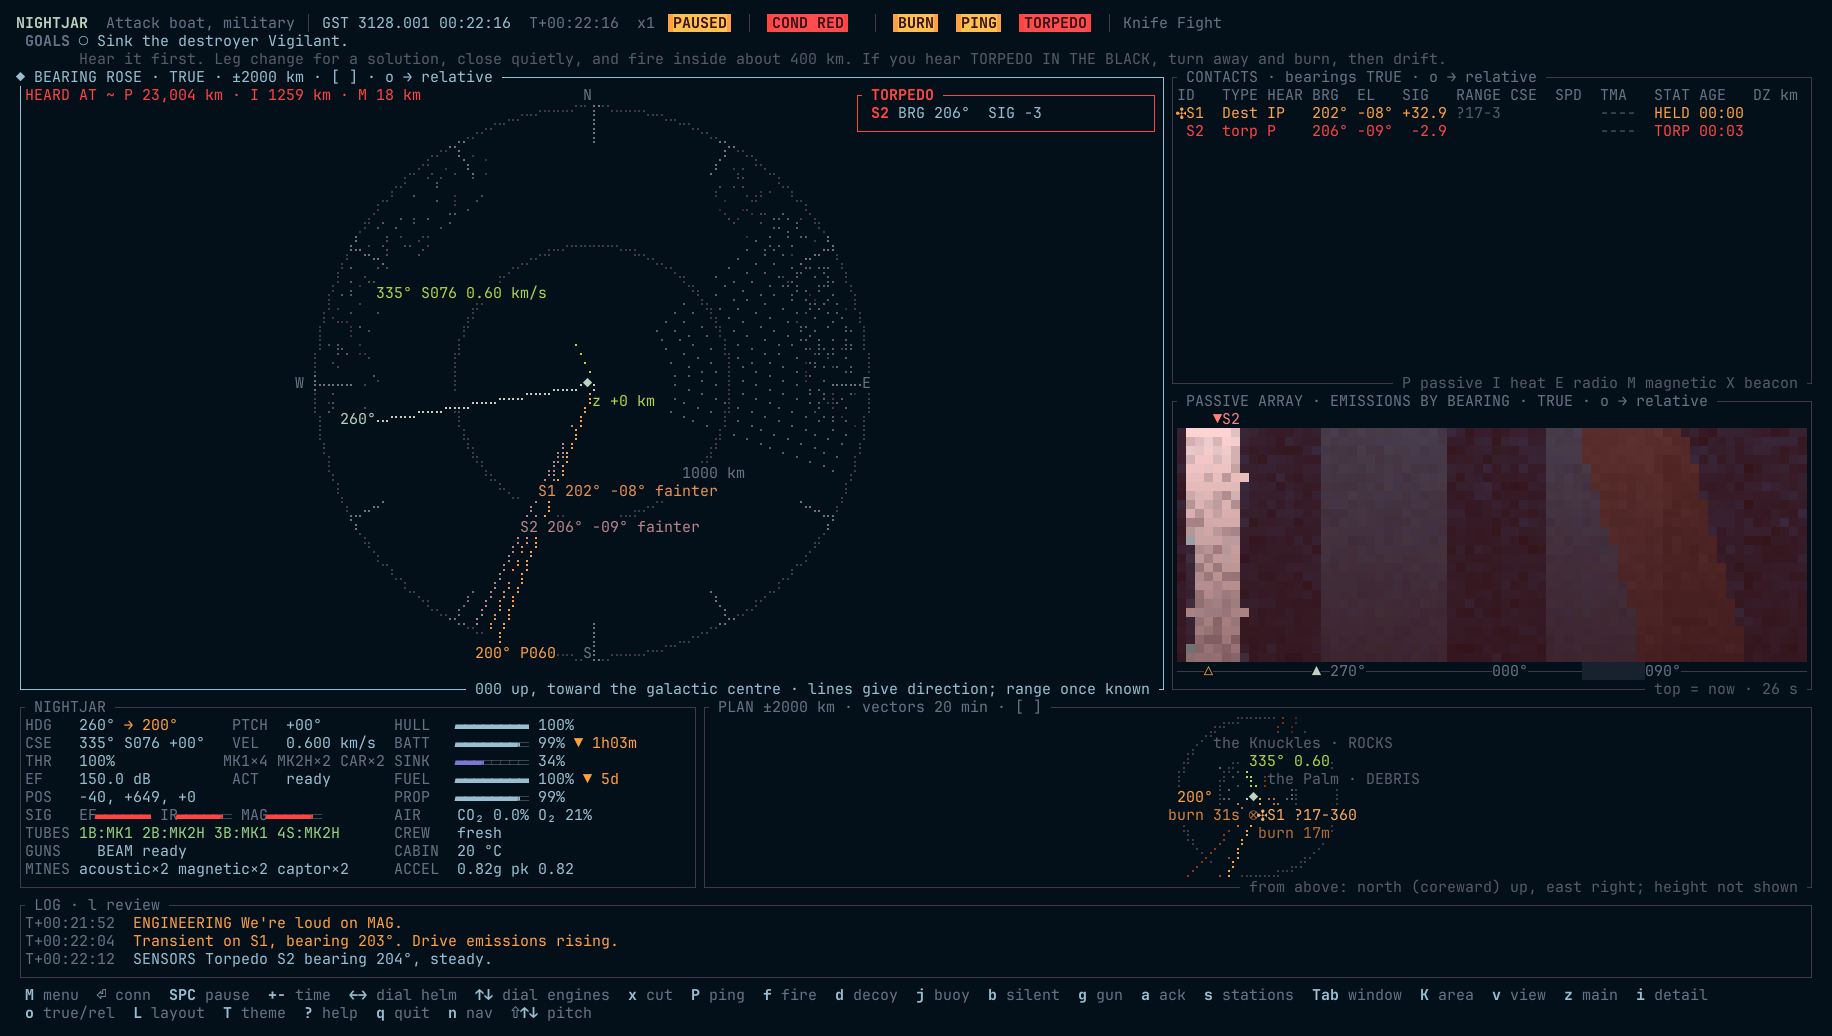 NIGHTJAR Attack boat, military GST 3128.001 00:22:16 T+00:22:16 x1 PAUSED COND RED BURN PING TORPEDO Knife Fight
GOALS ○ Sink the destroyer Vigilant.
Hear it first. Leg change for a solution, close quietly, and fire inside about 400 km. If you hear TORPEDO IN THE BLACK, turn away and burn, then drift.
◆ BEARING ROSE · TRUE · ±2000 km · [ ] · o → relative
HEARD AT ~ P 23,004 km · I 1259 km · M 18 km
N
TORPEDO
S2 BRG 206° SIG -3
335° S076 0.60 km/s
W
E
z +0 km
260°
1000 km
S1 202° -08° fainter
S2 206° -09° fainter
200° P060
S
000 up, toward the galactic centre · lines give direction; range once known
CONTACTS · bearings TRUE · o → relative
ID TYPE HEAR BRG EL SIG RANGE CSE SPD TMA STAT AGE DZ km
✣S1 Dest IP 202° -08° +32.9 ?17-3 ---- HELD 00:00
S2 torp P 206° -09° -2.9 ---- TORP 00:03
P passive I heat E radio M magnetic X beacon
PASSIVE ARRAY · EMISSIONS BY BEARING · TRUE · o → relative
▼S2
270° 000° 090°
top = now · 26 s
NIGHTJAR
HDG 260° → 200° PTCH +00° HULL 100%
CSE 335° S076 +00° VEL 0.600 km/s BATT 99% ▼ 1h03m
THR 100% MK1×4 MK2H×2 CAR×2 SINK 34%
EF 150.0 dB ACT ready FUEL 100% ▼ 5d
POS -40, +649, +0 PROP 99%
SIG EF IR MAG AIR CO₂ 0.0% O₂ 21%
TUBES 1B:MK1 2B:MK2H 3B:MK1 4S:MK2H CREW fresh
GUNS BEAM ready CABIN 20 °C
MINES acoustic×2 magnetic×2 captor×2 ACCEL 0.82g pk 0.82
PLAN ±2000 km · vectors 20 min · [ ]
the Knuckles · ROCKS
335° 0.60
the Palm · DEBRIS
200°
burn 31s ⊗✣S1 ?17-360
burn 17m
from above: north (coreward) up, east right; height not shown
LOG · l review
T+00:21:52 ENGINEERING We're loud on MAG.
T+00:22:04 Transient on S1, bearing 203°. Drive emissions rising.
T+00:22:12 SENSORS Torpedo S2 bearing 204°, steady.
M menu ⏎ conn SPC pause +- time ↔ dial helm ↑↓ dial engines x cut P ping f fire d decoy j buoy b silent g gun a ack s stations Tab window K area v view z main i detail
o true/rel L layout T theme ? help q quit n nav ⇧↑↓ pitch